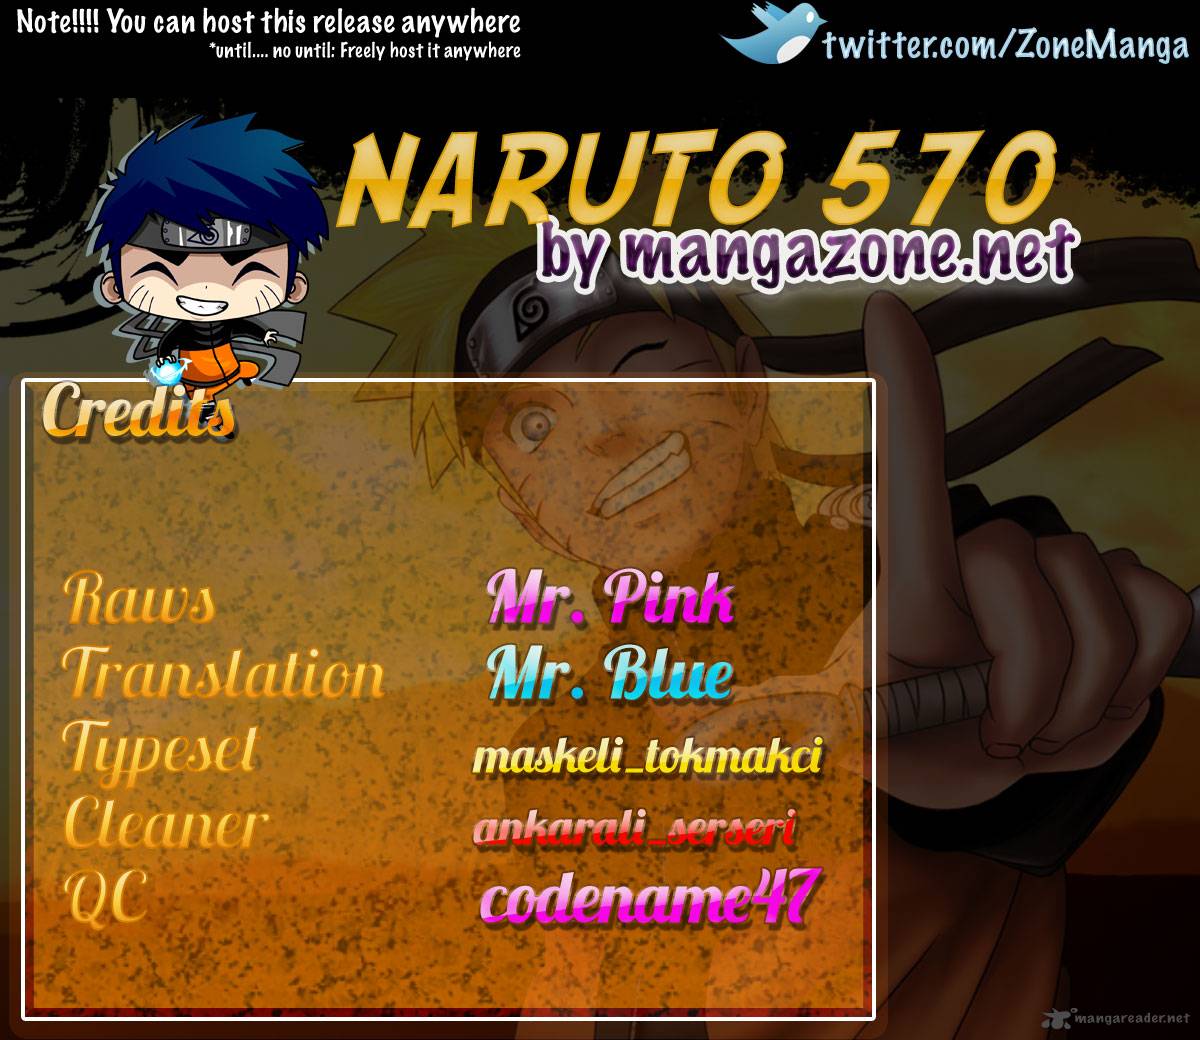 Note!!!! You can host this release anywhere
*until.... no until: Freely host it anywhere
twitter.com/ZoneManga
NARUTO 570
by mangazone.net
Credits
Raws Mr. Pink
Translation Mr. Blue
Typeset maskeli_tokmakci
Cleaner ankarali_serseri
QC codename47
mangareader.net